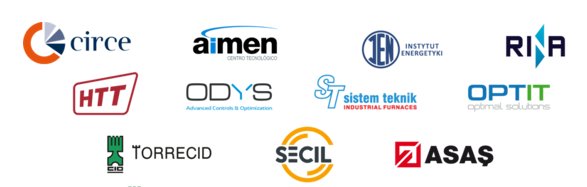 circe
aimen
CENTRO TECNOLÓGICO
IEN
INSTYTUT
ENERGETYKI
RINA
HTT
ODYS
Advanced Controls & Optimization
ST
sistem teknik
INDUSTRIAL FURNACES
OPTIT
optimal solutions
CID
TORRECID
SECIL
ASAŞ